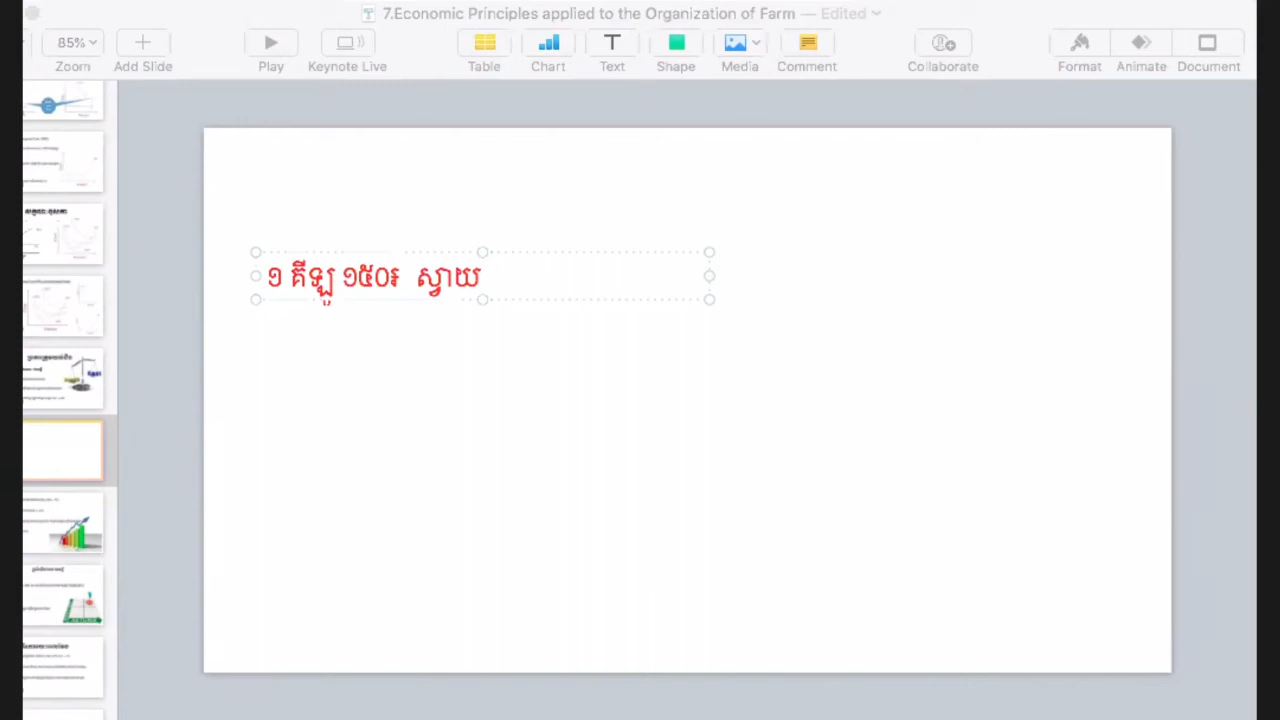 7.Economic Principles applied to the Organization of Farm — Edited
85%
Zoom
Add Slide
Play
Keynote Live
Table
Chart
Text
Shape
Media
Comment
Collaborate
Format
Animate
Document
១ គីឡូ ១៥០៖ ស្វាយ